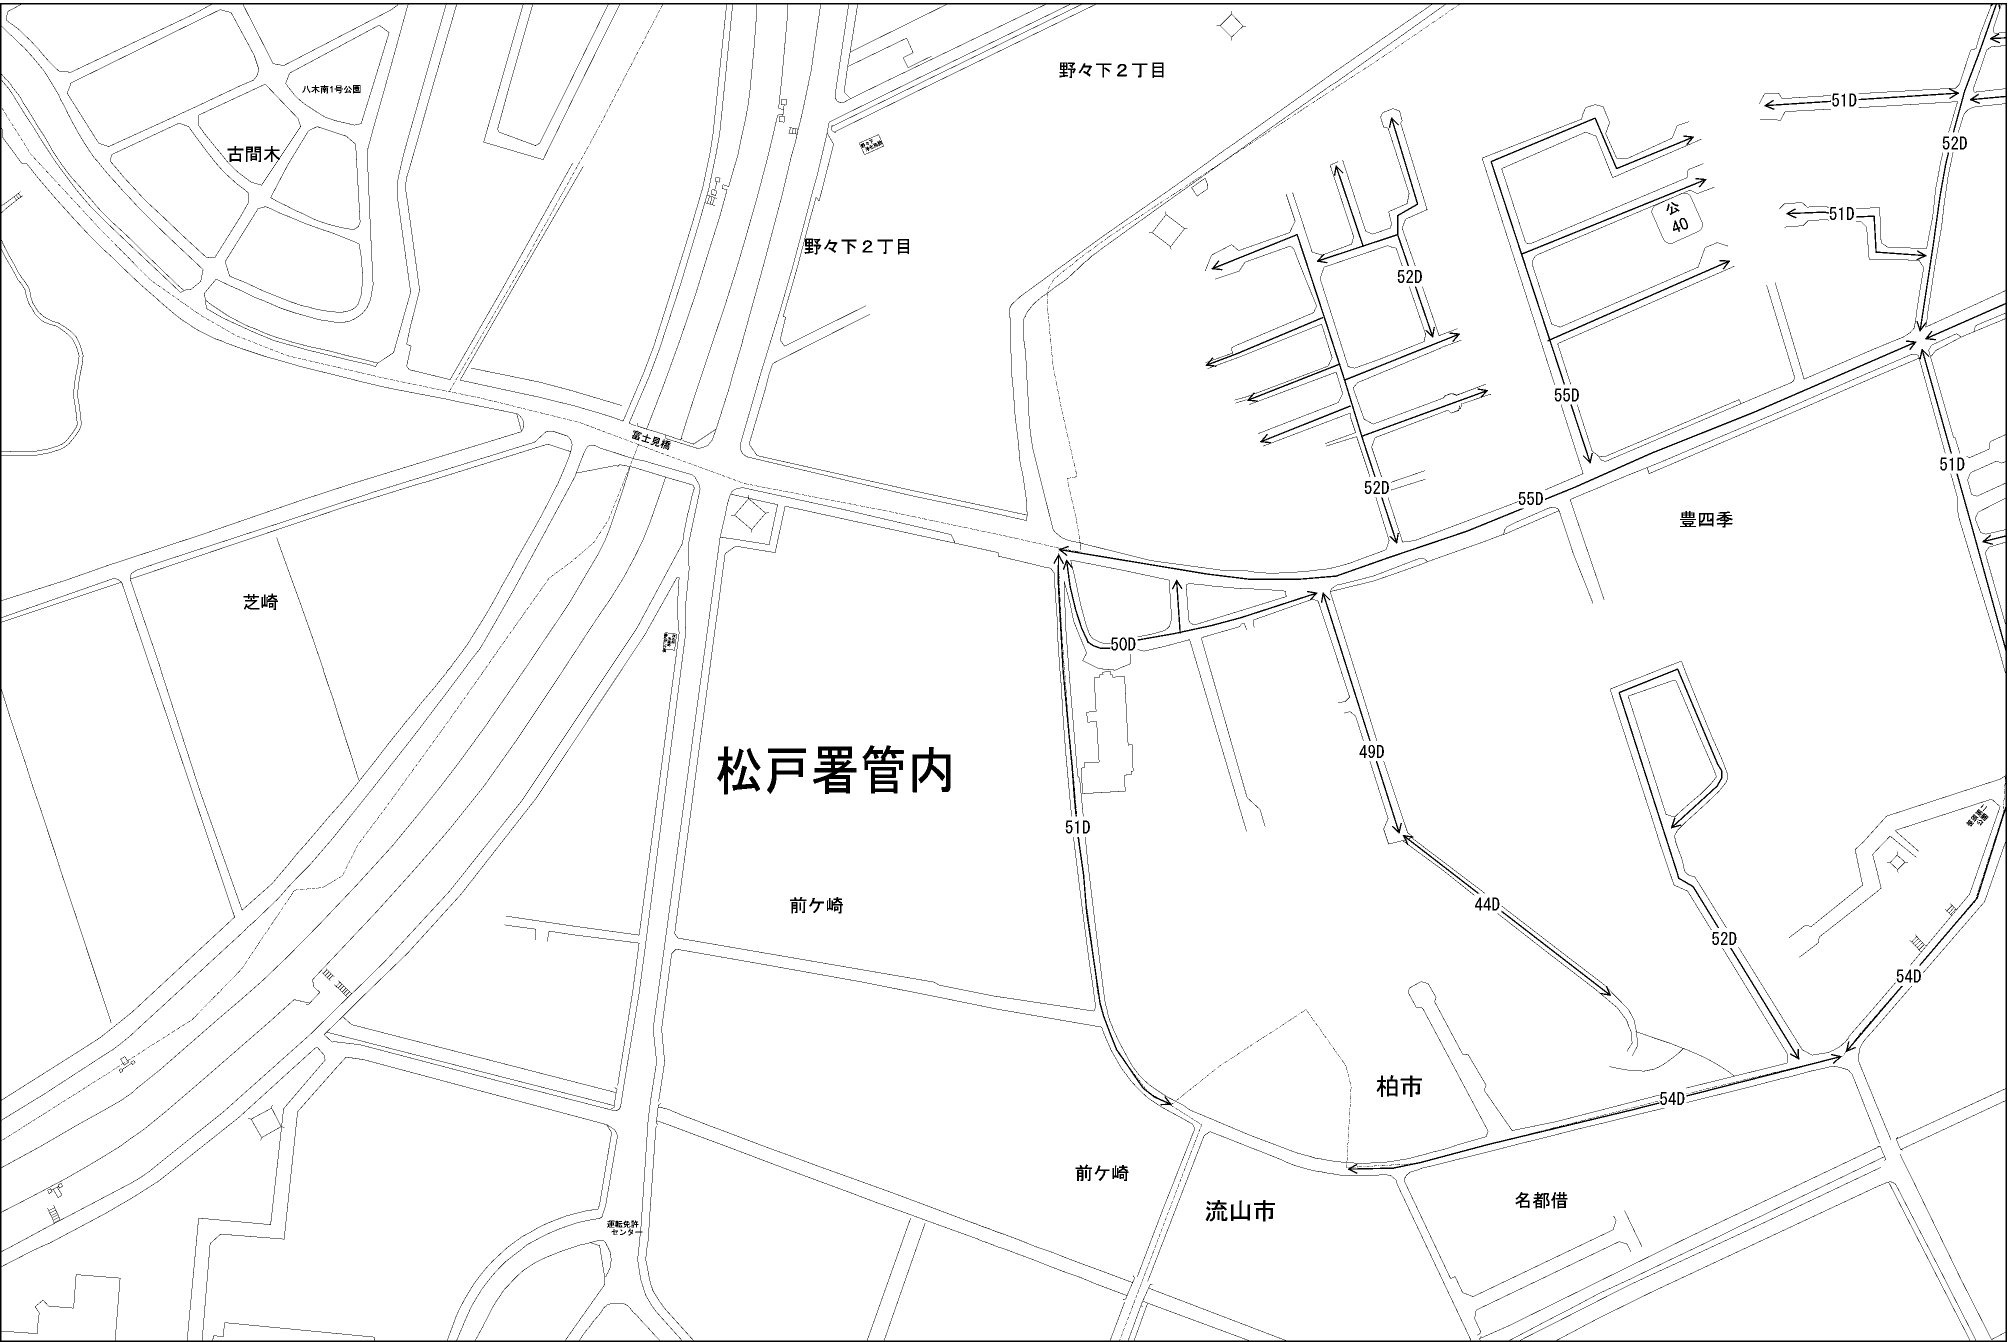 野々下２丁目
八木南1号公園
51D
古間木
52D
公
40
51D
野々下２丁目
52D
55D
富士見橋
51D
52D
55D
豊四季
芝崎
50D
49D
松戸署管内
51D
44D
前ケ崎
52D
54D
柏市
54D
前ケ崎
名都借
流山市
運転免許
センター